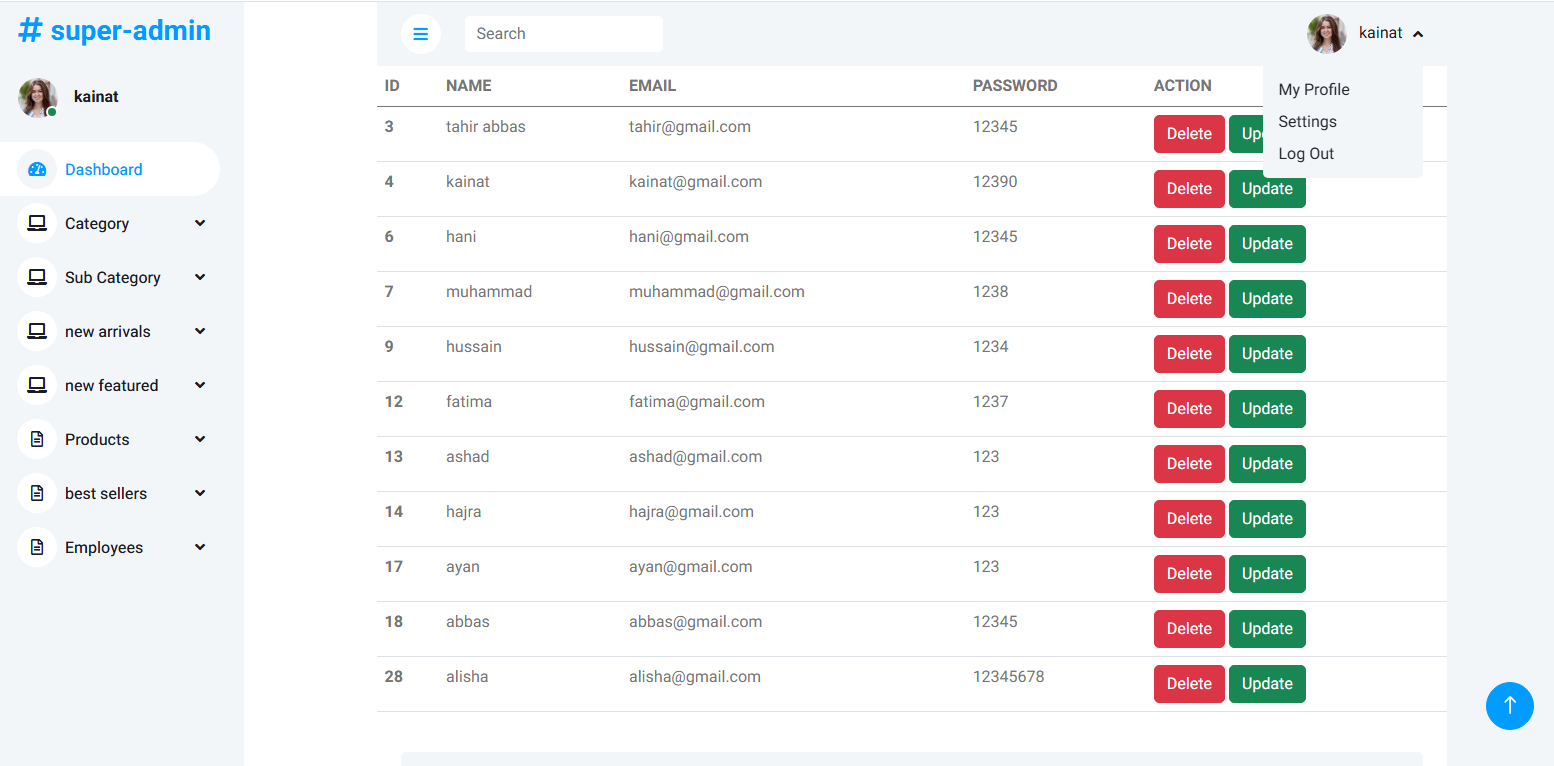 # super-admin
kainat
Dashboard
Category
Sub Category
new arrivals
new featured
Products
best sellers
Employees
Search
kainat
My Profile
Settings
Log Out
ID NAME EMAIL PASSWORD ACTION
3 tahir abbas tahir@gmail.com 12345 Delete
4 kainat kainat@gmail.com 12390 Delete Update
6 hani hani@gmail.com 12345 Delete Update
7 muhammad muhammad@gmail.com 1238 Delete Update
9 hussain hussain@gmail.com 1234 Delete Update
12 fatima fatima@gmail.com 1237 Delete Update
13 ashad ashad@gmail.com 123 Delete Update
14 hajra hajra@gmail.com 123 Delete Update
17 ayan ayan@gmail.com 123 Delete Update
18 abbas abbas@gmail.com 12345 Delete Update
28 alisha alisha@gmail.com 12345678 Delete Update